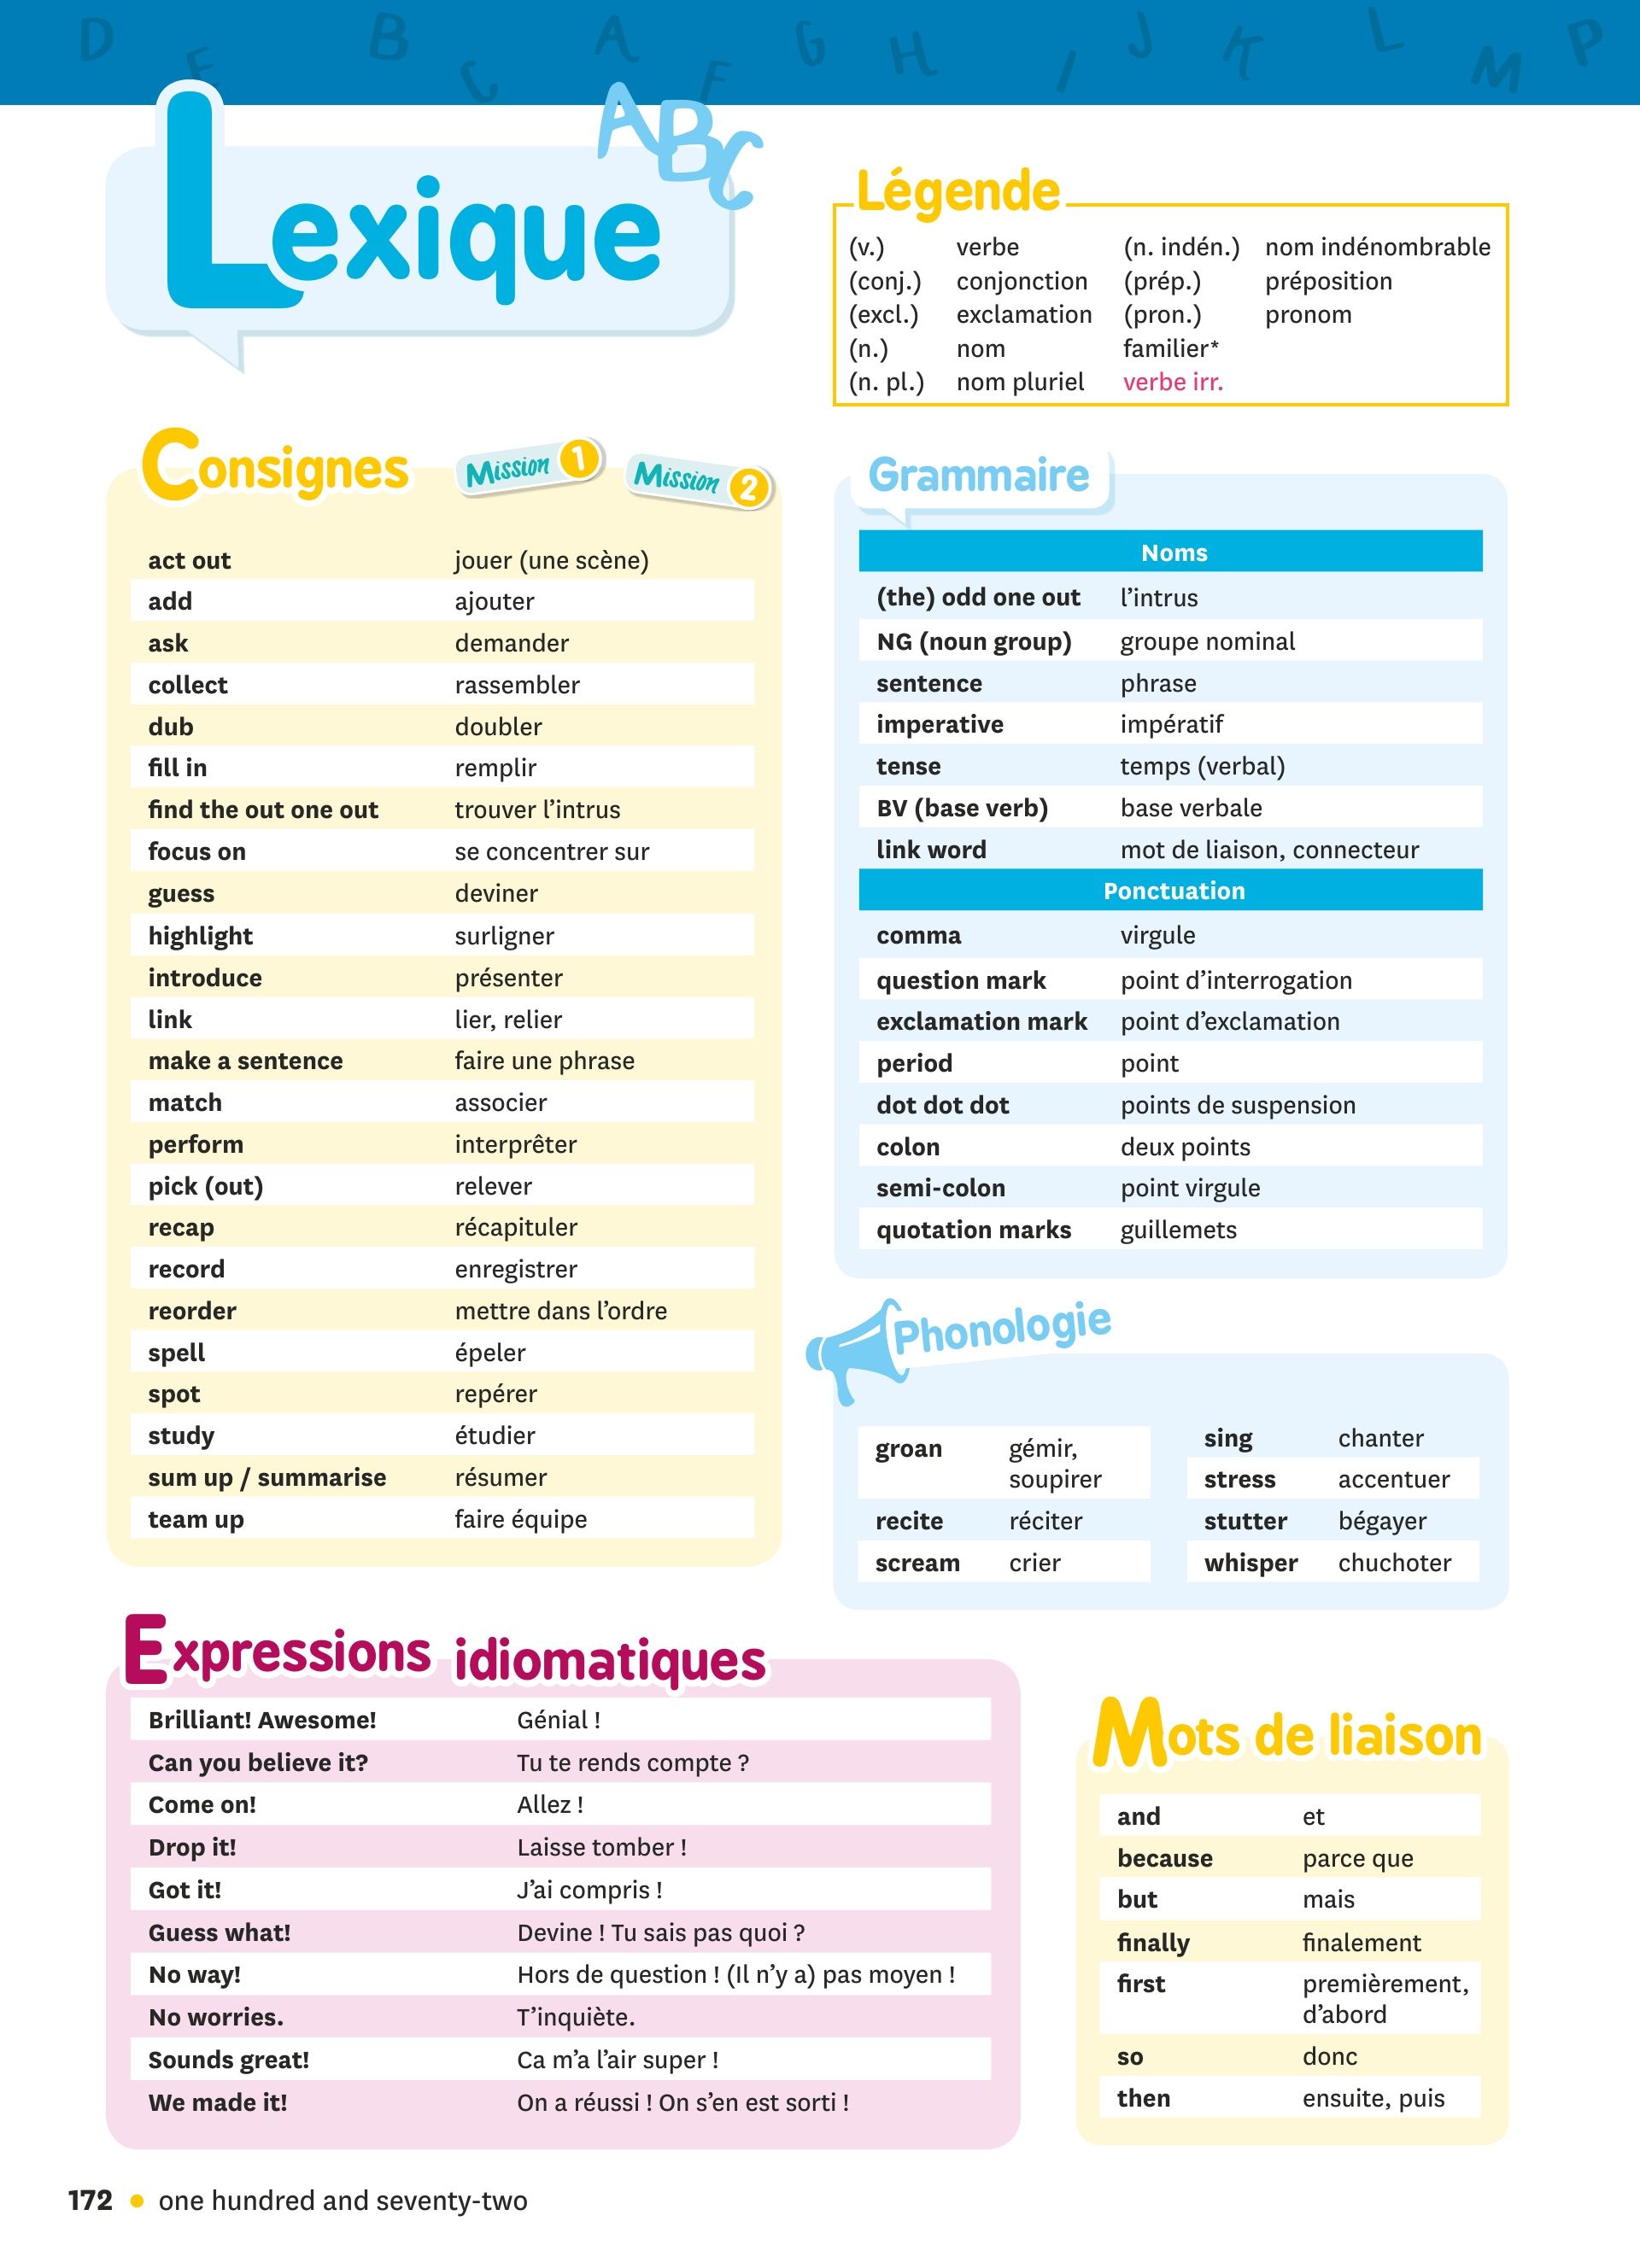 D E B C A F G H I J K L M P
ABC
Lexique
Légende
(v.) verbe (n. indén.) nom indénombrable
(conj.) conjonction (prép.) préposition
(excl.) exclamation (pron.) pronom
(n.) nom familier*
(n. pl.) nom pluriel verbe irr.
Consignes Mission 1 Mission 2
act out jouer (une scène)
add ajouter
ask demander
collect rassembler
dub doubler
fill in remplir
find the out one out trouver l’intrus
focus on se concentrer sur
guess deviner
highlight surligner
introduce présenter
link lier, relier
make a sentence faire une phrase
match associer
perform interprêter
pick (out) relever
recap récapituler
record enregistrer
reorder mettre dans l’ordre
spell épeler
spot repérer
study étudier
sum up / summarise résumer
team up faire équipe
Grammaire
Noms
(the) odd one out l’intrus
NG (noun group) groupe nominal
sentence phrase
imperative impératif
tense temps (verbal)
BV (base verb) base verbale
link word mot de liaison, connecteur
Ponctuation
comma virgule
question mark point d’interrogation
exclamation mark point d’exclamation
period point
dot dot dot points de suspension
colon deux points
semi-colon point virgule
quotation marks guillemets
Phonologie
groan gémir,
soupirer
recite réciter
scream crier
sing chanter
stress accentuer
stutter bégayer
whisper chuchoter
Expressions idiomatiques
Brilliant! Awesome! Génial !
Can you believe it? Tu te rends compte ?
Come on! Allez !
Drop it! Laisse tomber !
Got it! J’ai compris !
Guess what! Devine ! Tu sais pas quoi ?
No way! Hors de question ! (Il n’y a) pas moyen !
No worries. T’inquiète.
Sounds great! Ca m’a l’air super !
We made it! On a réussi ! On s’en est sorti !
Mots de liaison
and et
because parce que
but mais
finally finalement
first premièrement,
d’abord
so donc
then ensuite, puis
172 • one hundred and seventy-two